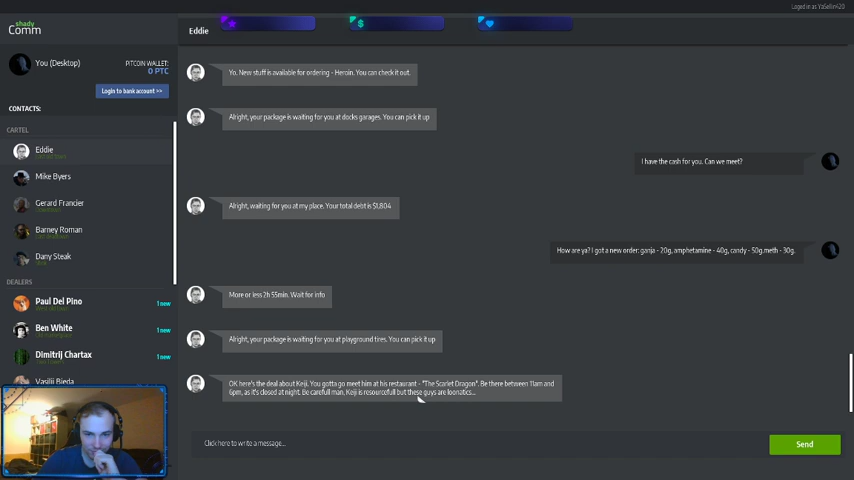 Logged in as YaSellin420
shady
Comm
Eddie
You (Desktop)
PITCOIN WALLET:
0 PTC
Login to bank account >>
CONTACTS:
CARTEL
Eddie
Mike Byers
Gerard Francier
Barney Roman
Dany Steak
DEALERS
Paul Del Pino
1 new
Ben White
1 new
Dimitrij Chartax
1 new
Vasilij Bjeda
Yo. New stuff is available for ordering - Heroin. You can check it out.
Alright, your package is waiting for you at docks garages. You can pick it up
I have the cash for you. Can we meet?
Alright, waiting for you at my place. Your total debt is $1,804
How are ya? I got a new order: ganja - 20g, amphetamine - 40g, candy - 50g,meth - 30g.
More or less 2h 55min. Wait for info
Alright, your package is waiting for you at playground tires. You can pick it up
OK here's the deal about Keji. You gotta go meet him at his restaurant - "The Scarlet Dragon". Be there between 11am and
6pm, as it's closed at night. Be carefull man, Keji is resourcefull but these guys are loonatics...
Click here to write a message...
Send